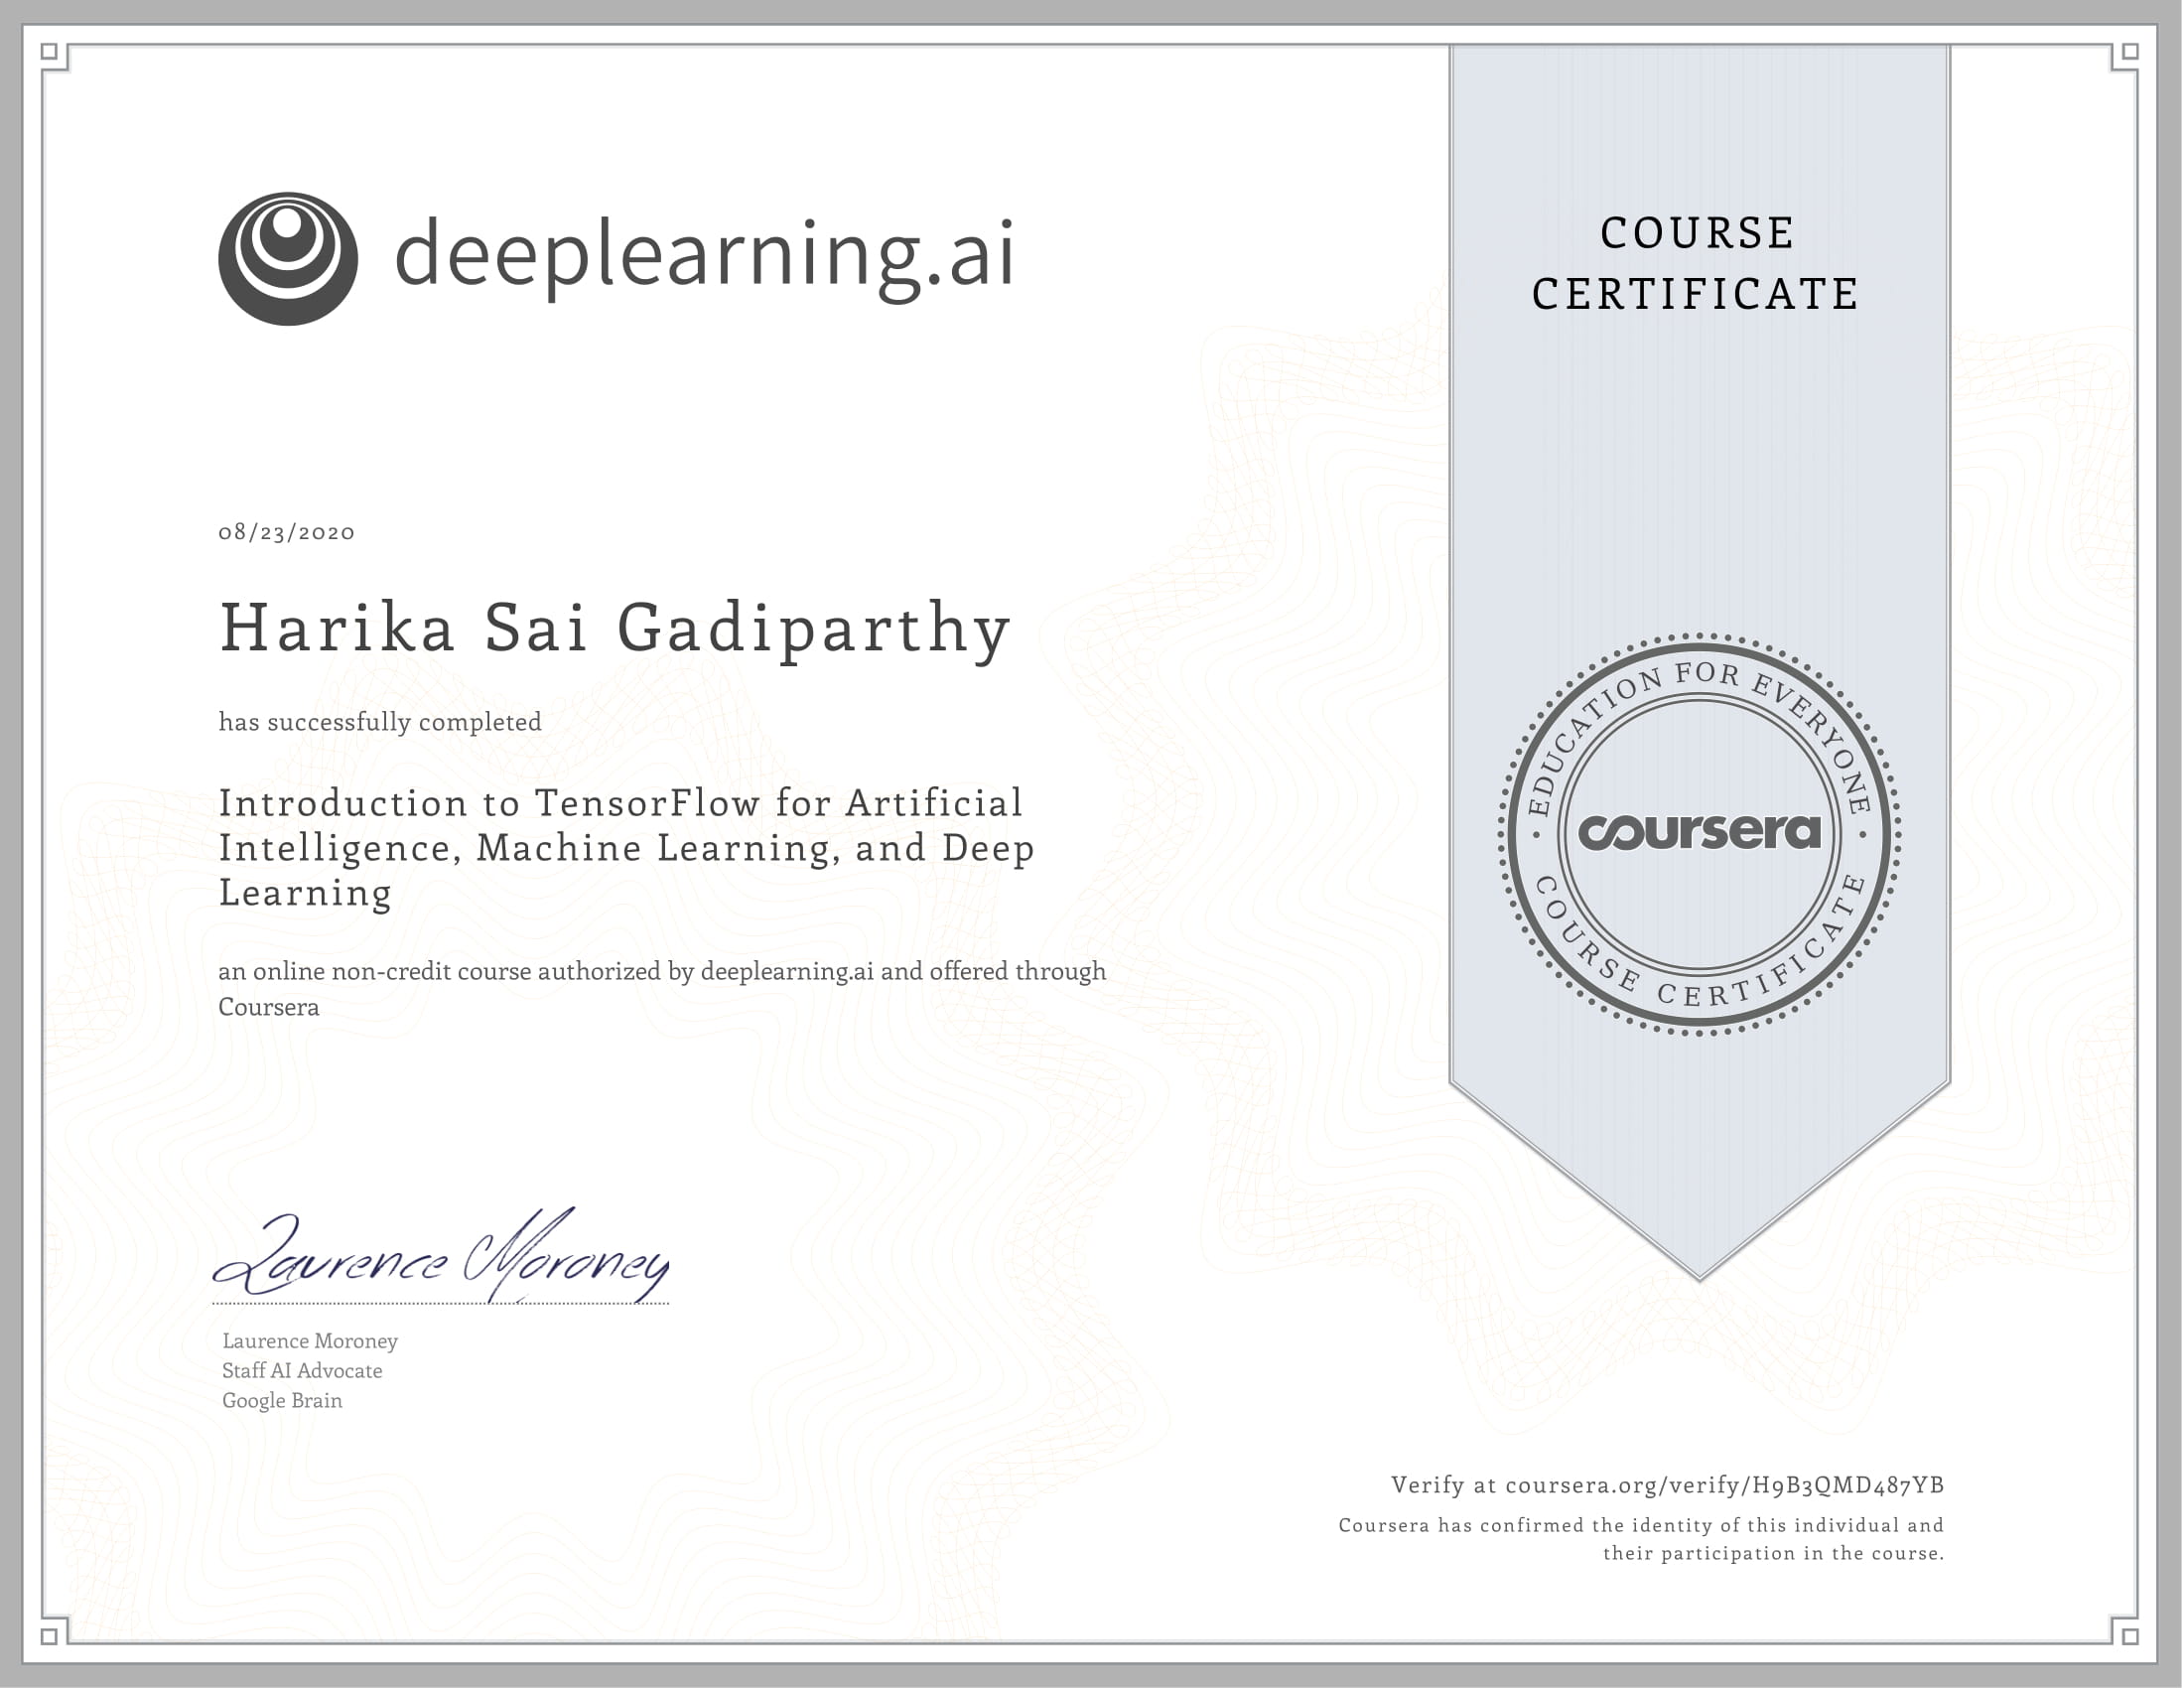 deeplearning.ai
COURSE
CERTIFICATE
08/23/2020
Harika Sai Gadiparthy
has successfully completed
Introduction to TensorFlow for Artificial
Intelligence, Machine Learning, and Deep
Learning
an online non-credit course authorized by deeplearning.ai and offered through
Coursera
EDUCATION FOR EVERYONE
coursera
COURSE CERTIFICATE
Laurence Moroney
Laurence Moroney
Staff AI Advocate
Google Brain
Verify at coursera.org/verify/H9B3QMD487YB
Coursera has confirmed the identity of this individual and
their participation in the course.